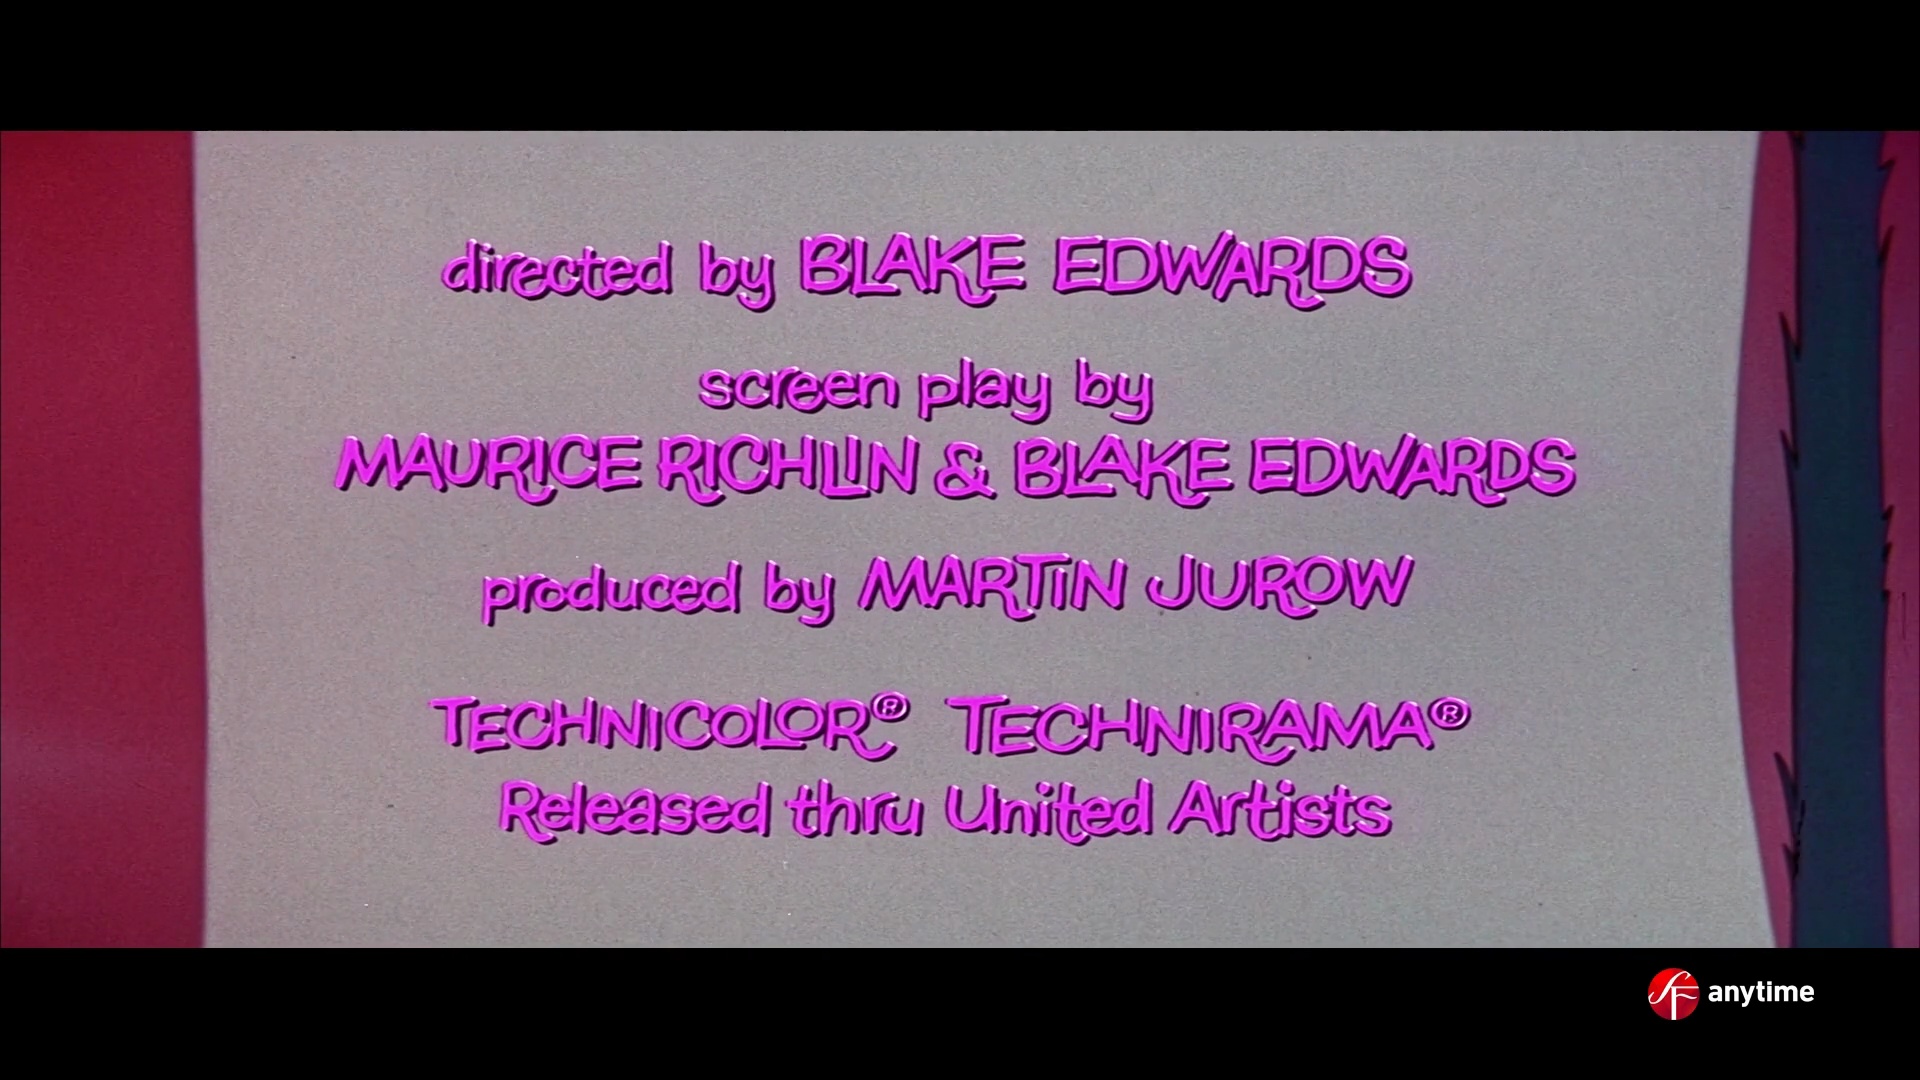 directed by BLAKE EDWARDS
screen play by
MAURICE RICHLIN & BLAKE EDWARDS
produced by MARTIN JUROW
TECHNICOLOR® TECHNIRAMA®
Released thru United Artists
SF anytime